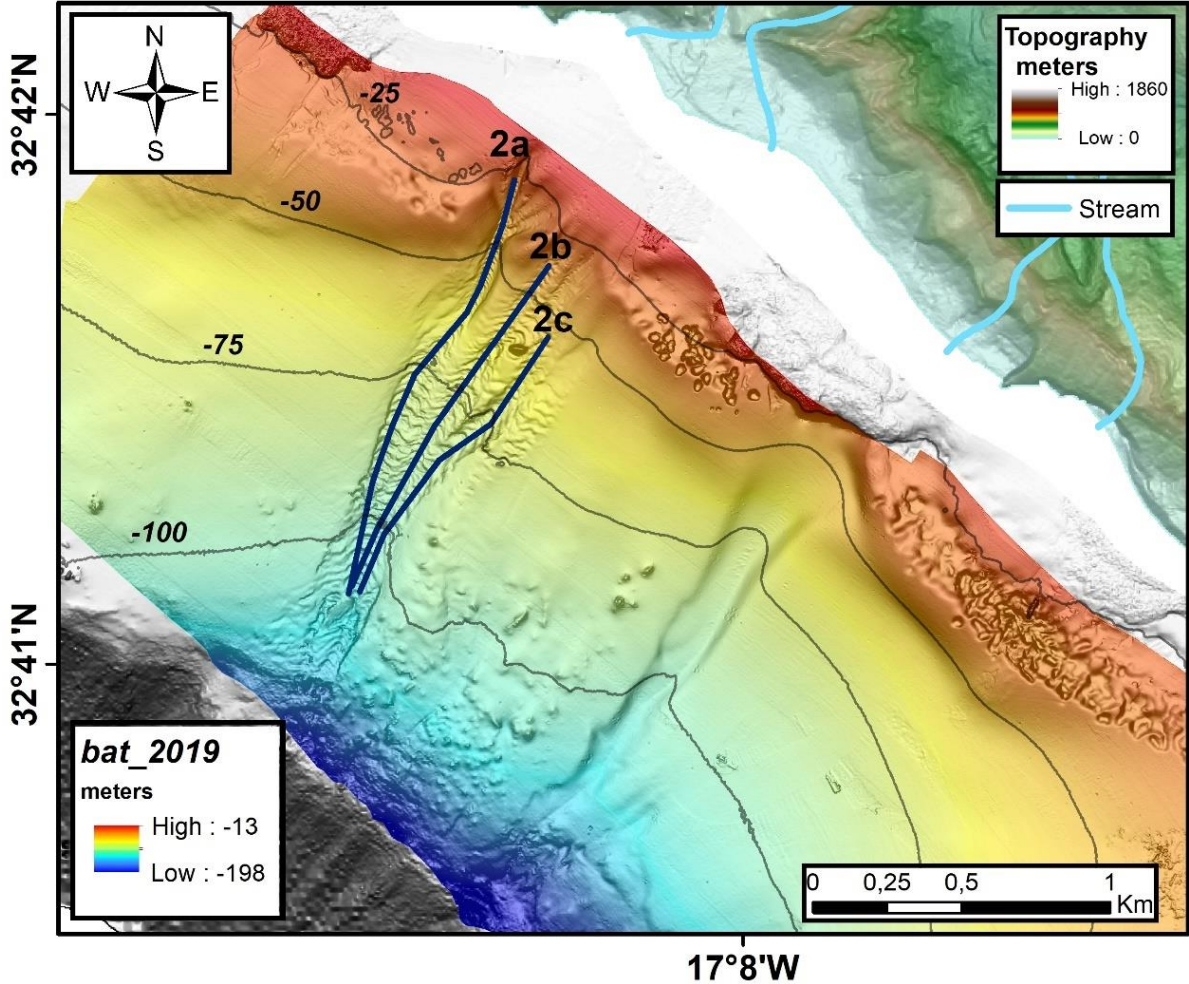 N
W E
S
Topography
meters
High : 1860
Low : 0
Stream
32°42'N
32°41'N
-25
-50
-75
-100
2a
2b
2c
bat_2019
meters
High : -13
Low : -198
0 0,25 0,5 1
Km
17°8'W